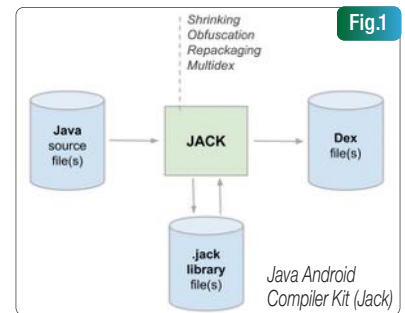 Fig.1
Shrinking
Obfuscation
Repackaging
Multidex
Java
source
file(s)
JACK
Dex
file(s)
.jack
library
file(s)
Java Android
Compiler Kit (Jack)